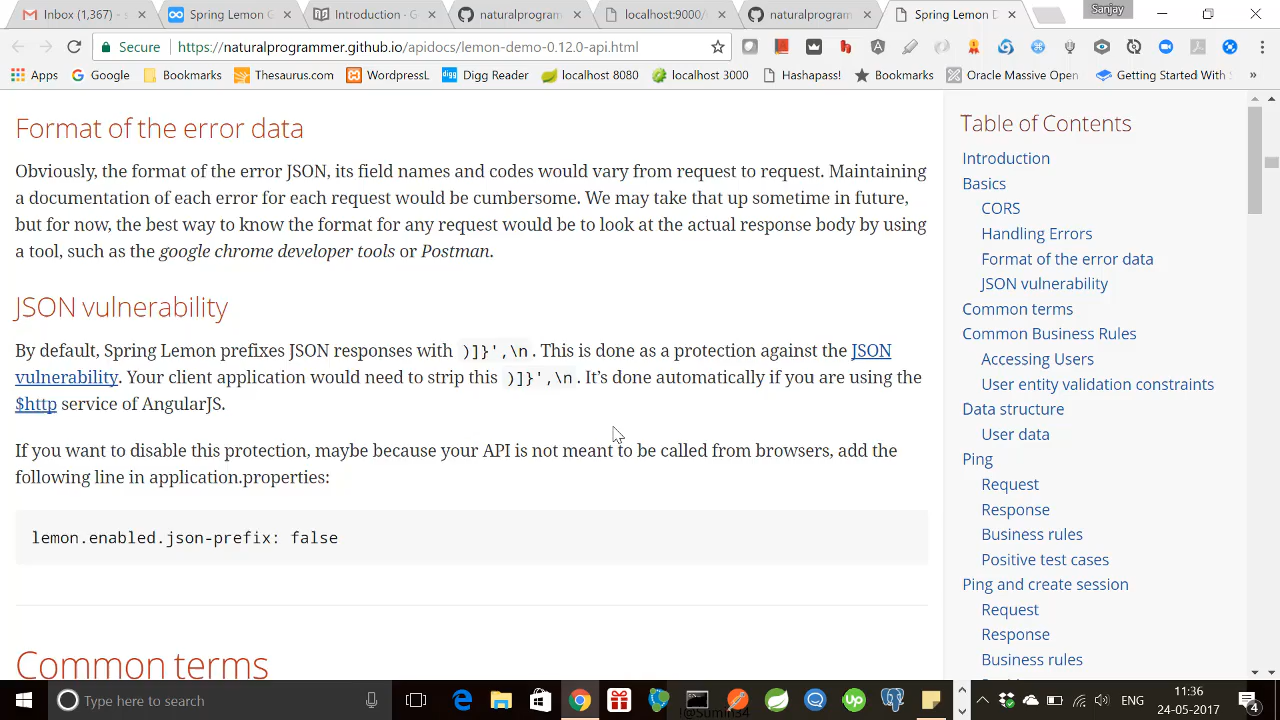 Inbox (1,367) -
Spring Lemon G
Introduction · G
naturalprogram
localhost:9000/
naturalprogram
Spring Lemon D
Sanjay
Secure
https://naturalprogrammer.github.io/apidocs/lemon-demo-0.12.0-api.html
Apps
Google
Bookmarks
Thesaurus.com
WordpressL
Digg Reader
localhost 8080
localhost 3000
Hashapass!
Bookmarks
Oracle Massive Open
Getting Started With
»
Format of the error data
Obviously, the format of the error JSON, its field names and codes would vary from request to request. Maintaining
a documentation of each error for each request would be cumbersome. We may take that up sometime in future,
but for now, the best way to know the format for any request would be to look at the actual response body by using
a tool, such as the google chrome developer tools or Postman.
JSON vulnerability
By default, Spring Lemon prefixes JSON responses with )]}',\n. This is done as a protection against the JSON
vulnerability. Your client application would need to strip this )]}',\n. It’s done automatically if you are using the
$http service of AngularJS.
If you want to disable this protection, maybe because your API is not meant to be called from browsers, add the
following line in application.properties:
lemon.enabled.json-prefix: false
Common terms
Table of Contents
Introduction
Basics
CORS
Handling Errors
Format of the error data
JSON vulnerability
Common terms
Common Business Rules
Accessing Users
User entity validation constraints
Data structure
User data
Ping
Request
Response
Business rules
Positive test cases
Ping and create session
Request
Response
Business rules
Type here to search
ENG
11:36
24-05-2017
4